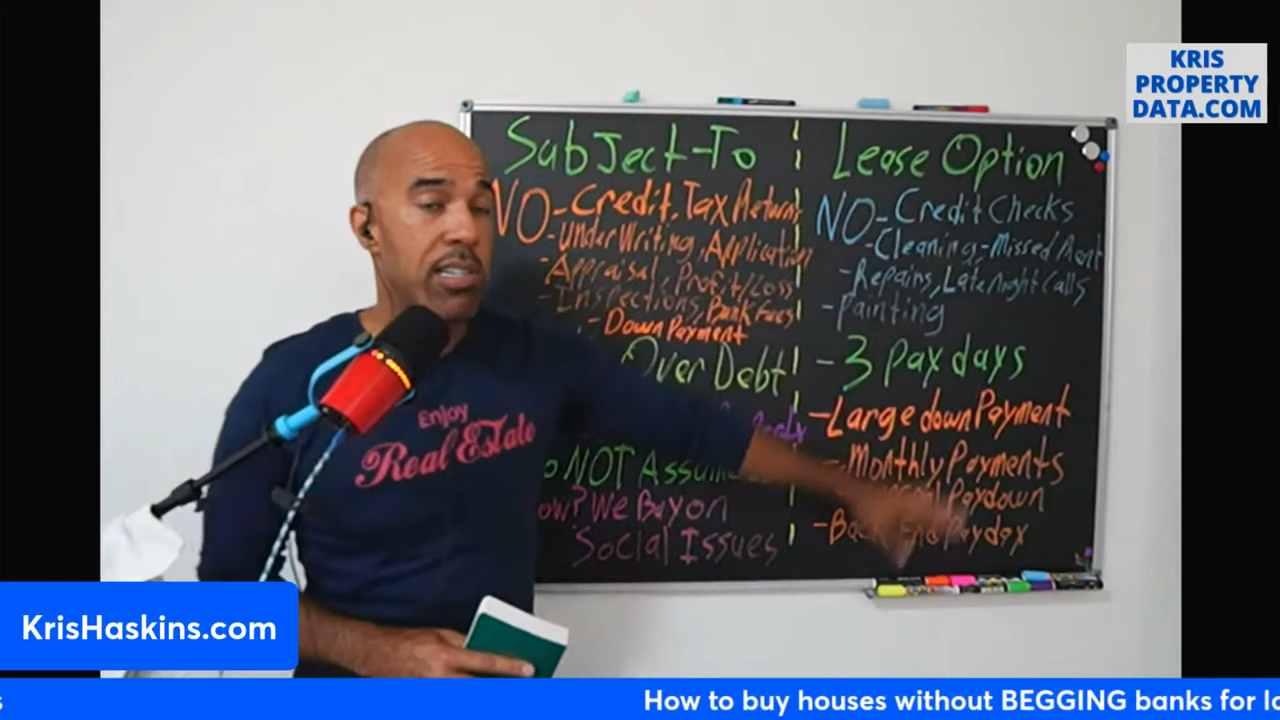 KRIS
PROPERTY
DATA.COM
SubJect-To
NO-Credit, Tax Returns
-UnderWriting, Application
-Appraisal, Profit/Loss
-Inspections, Bank Fees
-Down Payment
Over Debt
NOT Assume
We Buy on
Social Issues
Lease Option
NO-Credit Checks
-Cleaning-Missed
-Repairs, Late Night Calls
-Painting
-3 Pay days
-Large down Payment
-Monthly Payments
Paydown
-Back End Payday
Enjoy
Real Estate
KrisHaskins.com
s
How to buy houses without BEGGING banks for lo